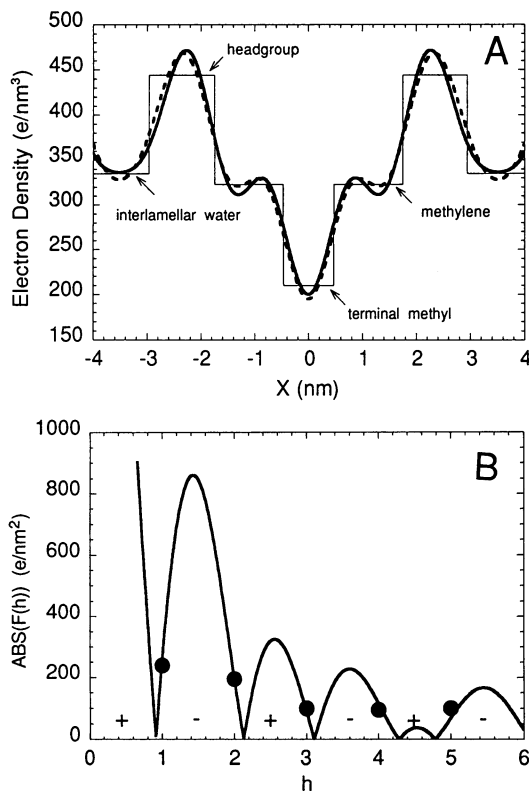 A
Electron Density (e/nm³)
500
450
400
350
300
250
200
150
headgroup
interlamellar water
methylene
terminal methyl
-4 -3 -2 -1 0 1 2 3 4
X (nm)
B
ABS(F(h)) (e/nm²)
1000
800
600
400
200
0
+ - + - + -
0 1 2 3 4 5 6
h